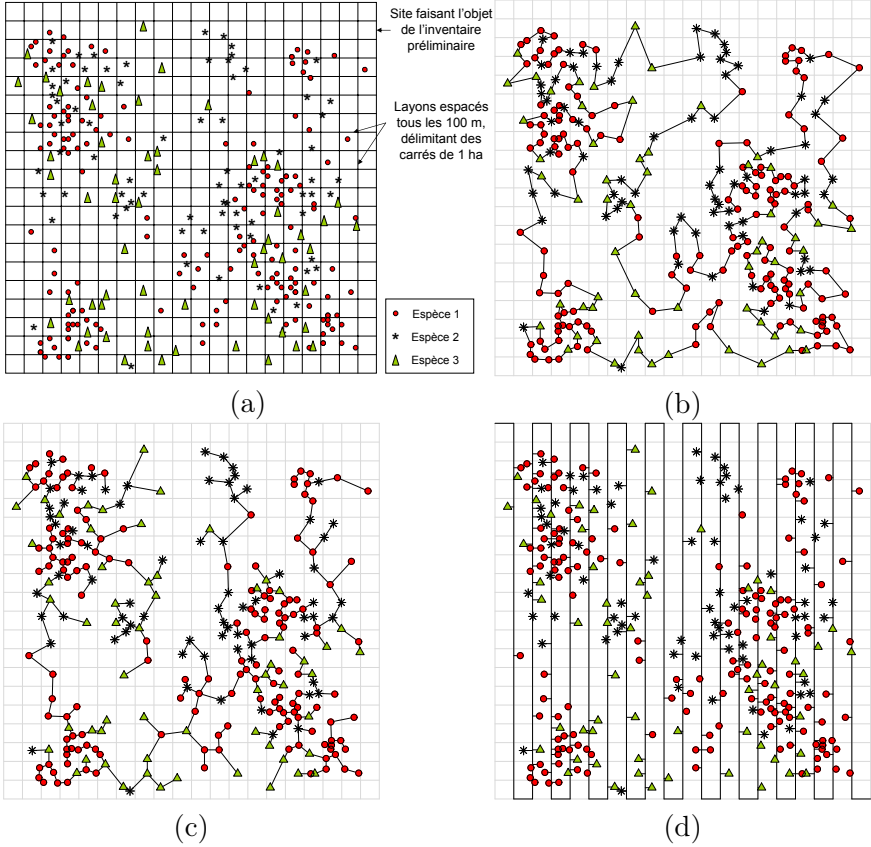 Site faisant l'objet
de l'inventaire
préliminaire
Layons espacés
tous les 100 m,
délimitant des
carrés de 1 ha
Espèce 1
Espèce 2
Espèce 3
(a)
(b)
(c)
(d)